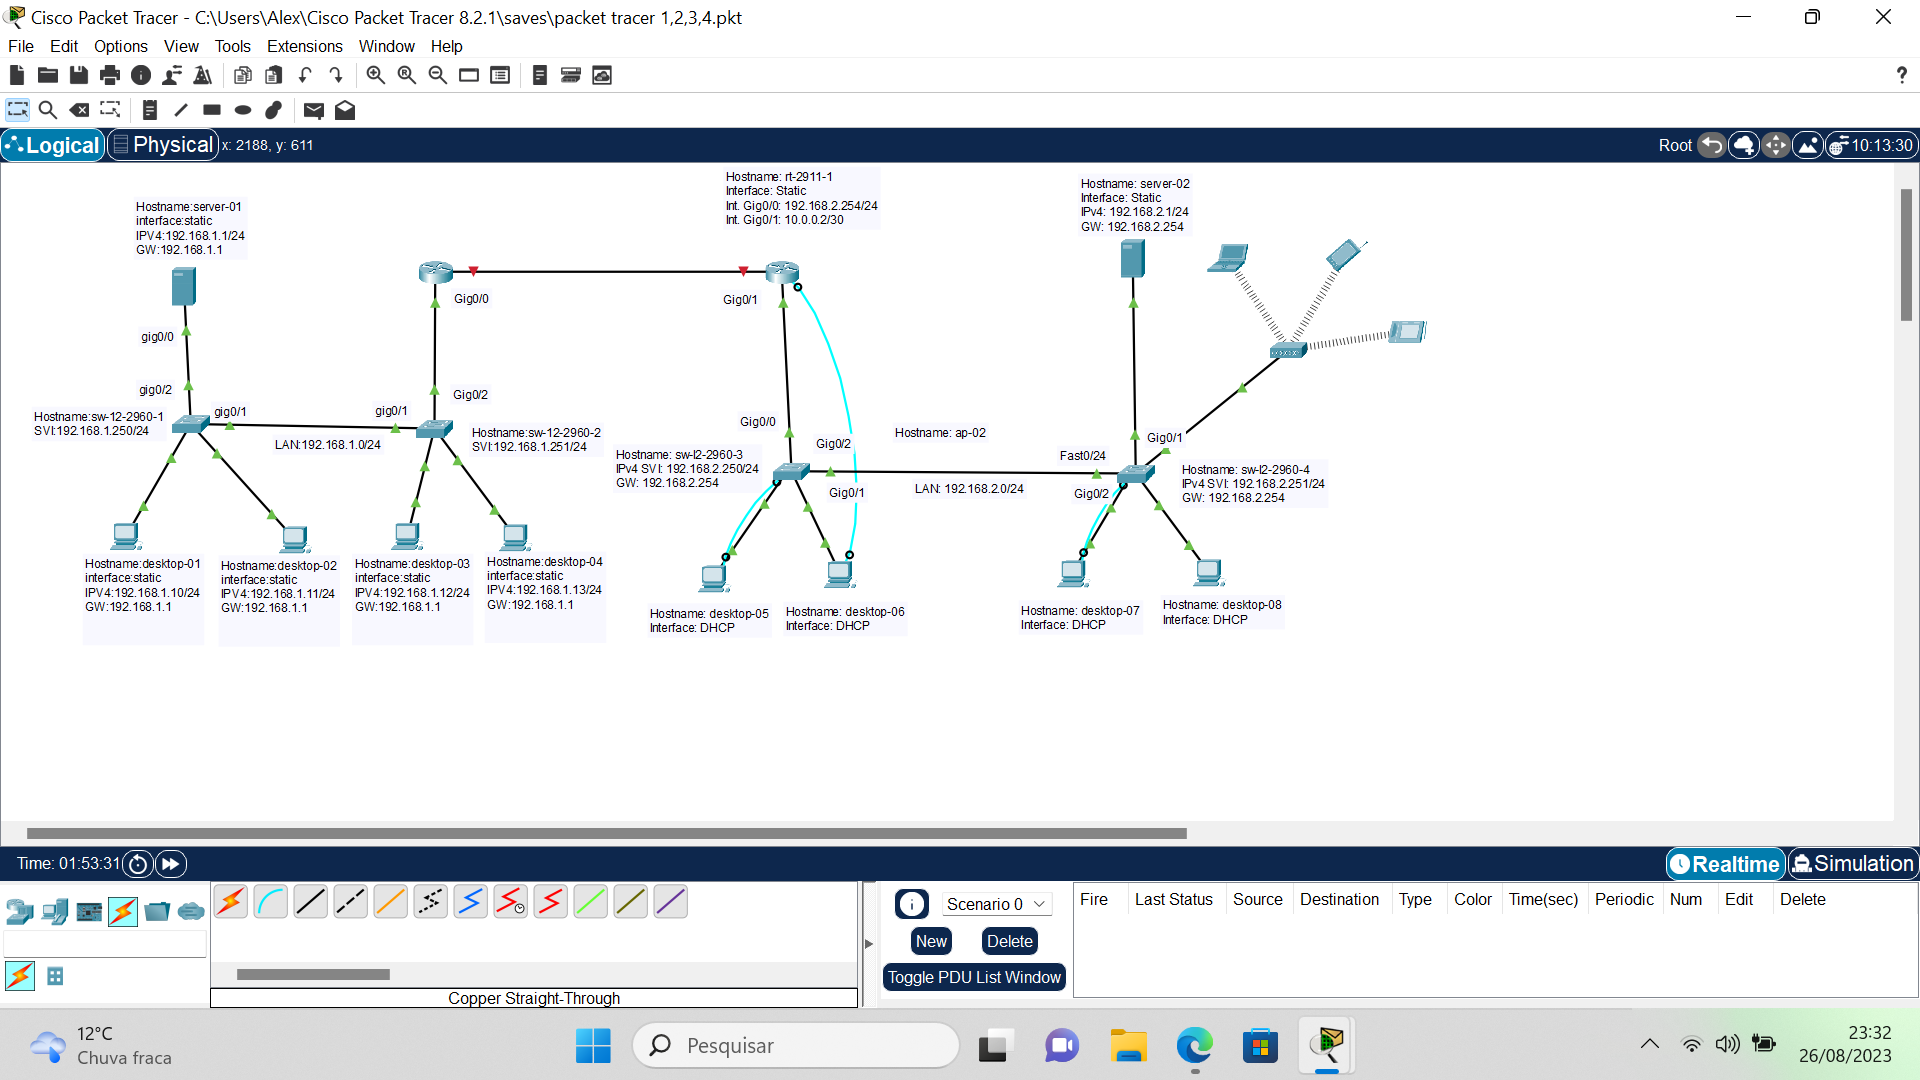 Cisco Packet Tracer - C:\Users\Alex\Cisco Packet Tracer 8.2.1\saves\packet tracer 1,2,3,4.pkt
File Edit Options View Tools Extensions Window Help
?
Logical Physical x: 2188, y: 611 Root 10:13:30
Hostname:server-01
interface:static
IPV4:192.168.1.1/24
GW:192.168.1.1
Hostname: rt-2911-1
Interface: Static
Int. Gig0/0: 192.168.2.254/24
Int. Gig0/1: 10.0.0.2/30
Hostname: server-02
Interface: Static
IPv4: 192.168.2.1/24
GW: 192.168.2.254
Gig0/0
Gig0/1
gig0/0
gig0/2
gig0/1
Hostname:sw-12-2960-1
SVI:192.168.1.250/24
LAN:192.168.1.0/24
gig0/1
Gig0/2
Hostname:sw-12-2960-2
SVI:192.168.1.251/24
Gig0/0
Gig0/2
Hostname: sw-l2-2960-3
IPv4 SVI: 192.168.2.250/24
GW: 192.168.2.254
Gig0/1
Hostname: ap-02
LAN: 192.168.2.0/24
Fast0/24
Gig0/1
Gig0/2
Hostname: sw-l2-2960-4
IPv4 SVI: 192.168.2.251/24
GW: 192.168.2.254
Hostname:desktop-01
interface:static
IPV4:192.168.1.10/24
GW:192.168.1.1
Hostname:desktop-02
interface:static
IPV4:192.168.1.11/24
GW:192.168.1.1
Hostname:desktop-03
interface:static
IPV4:192.168.1.12/24
GW:192.168.1.1
Hostname:desktop-04
interface:static
IPV4:192.168.1.13/24
GW:192.168.1.1
Hostname: desktop-05
Interface: DHCP
Hostname: desktop-06
Interface: DHCP
Hostname: desktop-07
Interface: DHCP
Hostname: desktop-08
Interface: DHCP
Time: 01:53:31 Realtime Simulation
Scenario 0
New Delete
Toggle PDU List Window
Fire Last Status Source Destination Type Color Time(sec) Periodic Num Edit Delete
Copper Straight-Through
12°C
Chuva fraca
Pesquisar
23:32
26/08/2023